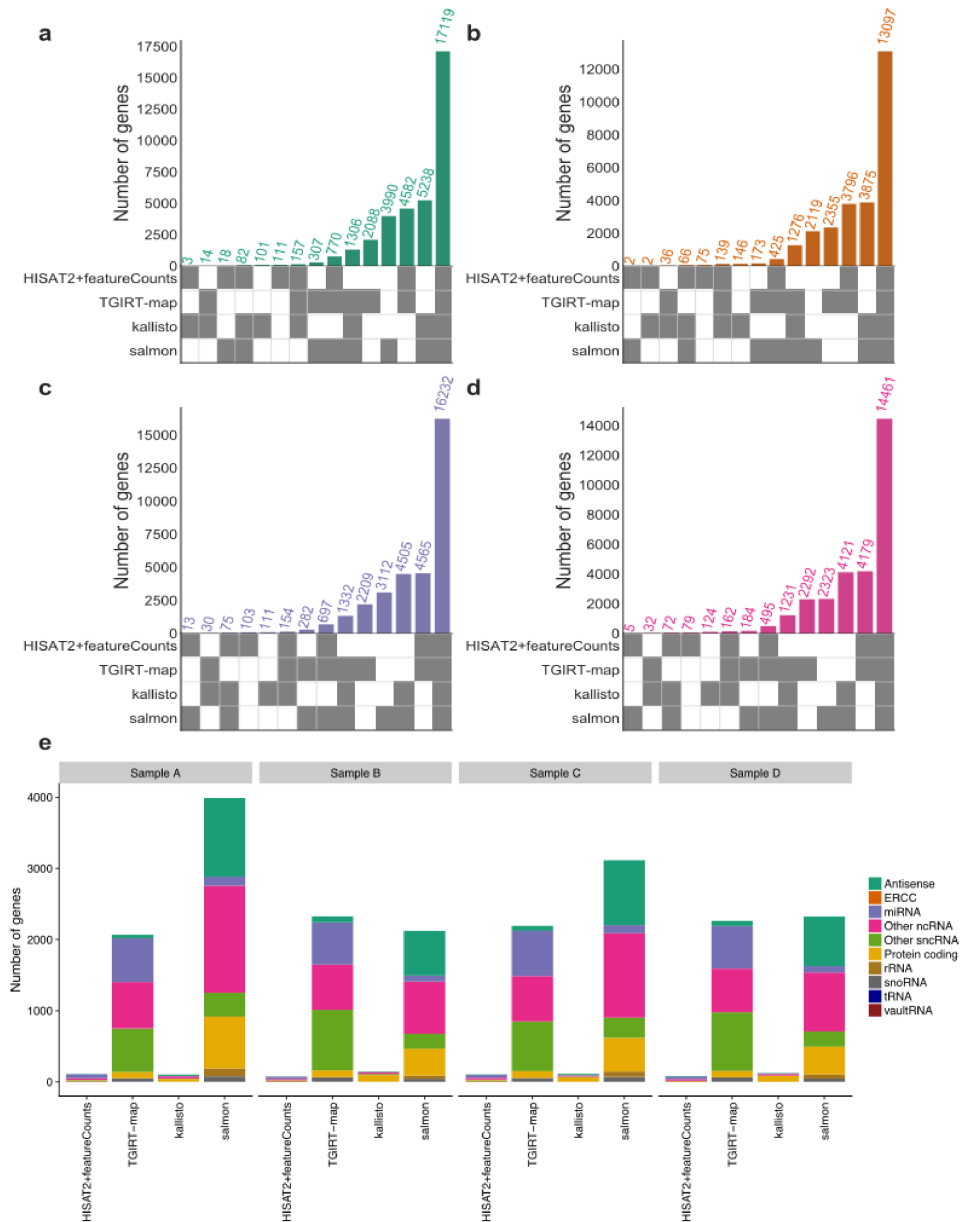 a
17500
15000
12500
10000
7500
5000
2500
0
Number of genes
3
14
18
82
101
111
157
307
770
1306
2088
3990
4582
5238
17119
HISAT2+featureCounts
TGIRT-map
kallisto
salmon
b
12000
10000
8000
6000
4000
2000
0
Number of genes
2
2
36
66
75
139
146
173
425
1276
2119
2355
3796
3875
13097
HISAT2+featureCounts
TGIRT-map
kallisto
salmon
c
15000
12500
10000
7500
5000
2500
0
Number of genes
13
30
75
103
111
154
282
697
1332
2209
3112
4505
4565
16232
HISAT2+featureCounts
TGIRT-map
kallisto
salmon
d
14000
12000
10000
8000
6000
4000
2000
0
Number of genes
5
32
72
79
124
162
184
495
1231
2292
2323
4121
4179
14461
HISAT2+featureCounts
TGIRT-map
kallisto
salmon
e
Sample A
Sample B
Sample C
Sample D
4000
3000
2000
1000
0
Number of genes
HISAT2+featureCounts
TGIRT−map
kallisto
salmon
HISAT2+featureCounts
TGIRT−map
kallisto
salmon
HISAT2+featureCounts
TGIRT−map
kallisto
salmon
HISAT2+featureCounts
TGIRT−map
kallisto
salmon
Antisense
ERCC
miRNA
Other ncRNA
Other sncRNA
Protein coding
rRNA
snoRNA
tRNA
vaultRNA